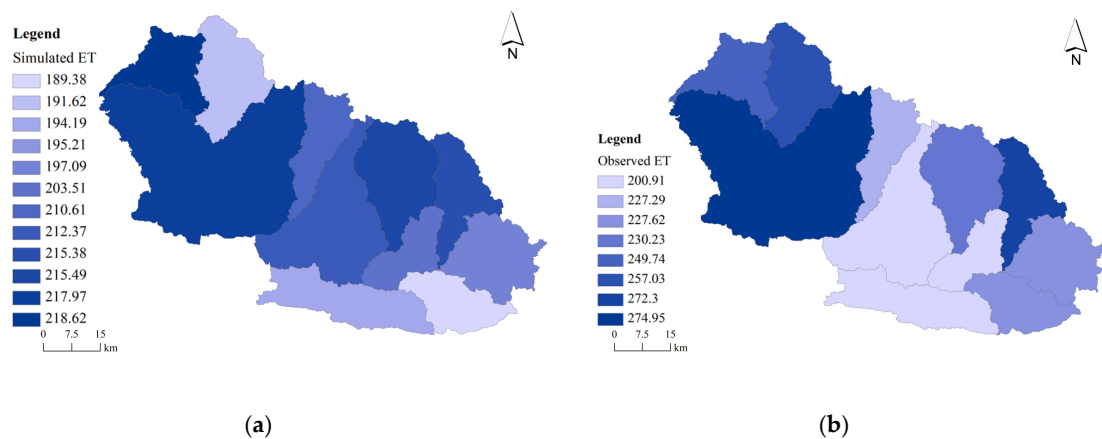 Legend
Simulated ET
189.38
191.62
194.19
195.21
197.09
203.51
210.61
212.37
215.38
215.49
217.97
218.62
0 7.5 15
km
N
(a)
Legend
Observed ET
200.91
227.29
227.62
230.23
249.74
257.03
272.3
274.95
0 7.5 15
km
N
(b)